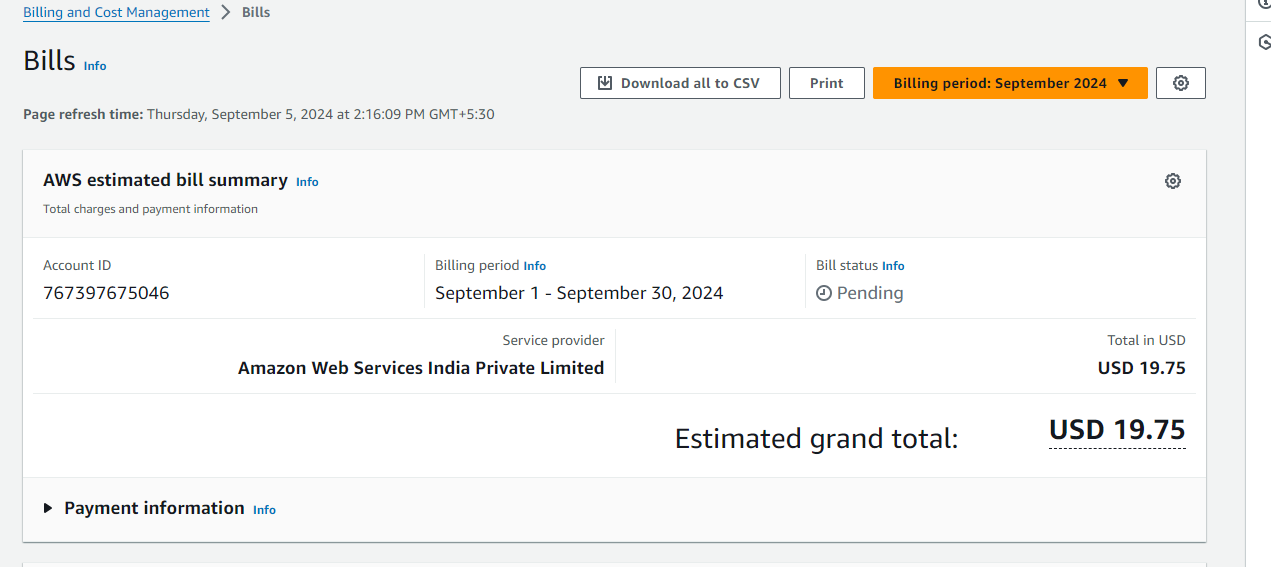 Billing and Cost Management > Bills
Bills Info
Download all to CSV
Print
Billing period: September 2024
Page refresh time: Thursday, September 5, 2024 at 2:16:09 PM GMT+5:30
AWS estimated bill summary Info
Total charges and payment information
Account ID
767397675046
Billing period Info
September 1 - September 30, 2024
Bill status Info
Pending
Service provider
Amazon Web Services India Private Limited
Total in USD
USD 19.75
Estimated grand total:
USD 19.75
Payment information Info